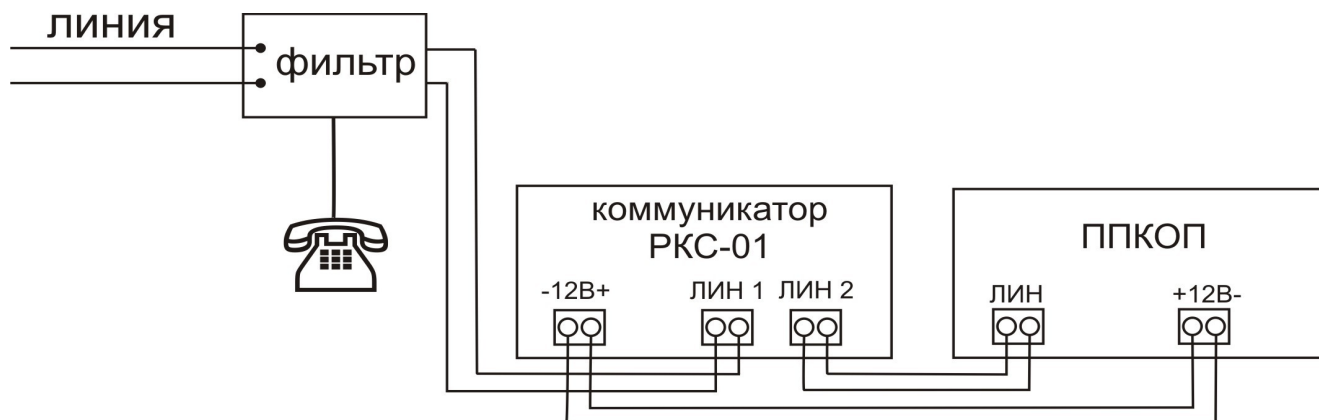 ЛИНИЯ
фильтр
коммуникатор
РКС-01
ППКОП
-12В+
ЛИН 1
ЛИН 2
ЛИН
+12В-